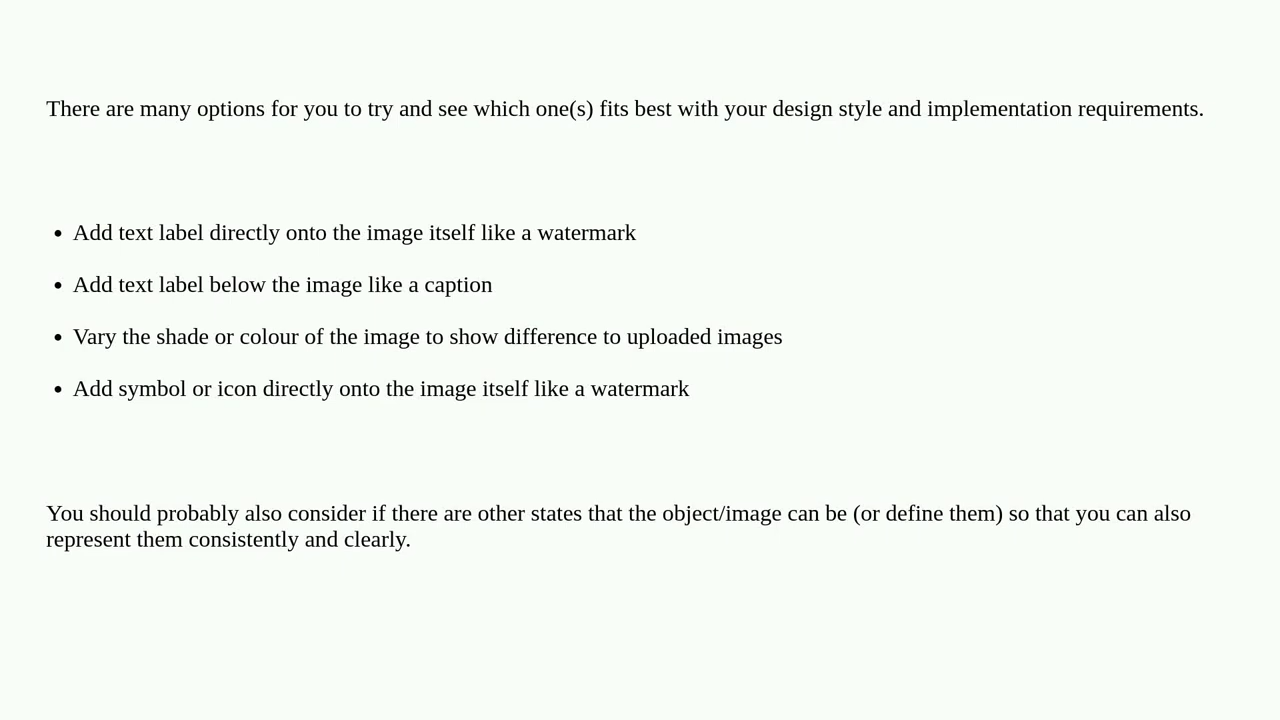 There are many options for you to try and see which one(s) fits best with your design style and implementation requirements.
• Add text label directly onto the image itself like a watermark
• Add text label below the image like a caption
• Vary the shade or colour of the image to show difference to uploaded images
• Add symbol or icon directly onto the image itself like a watermark
You should probably also consider if there are other states that the object/image can be (or define them) so that you can also
represent them consistently and clearly.